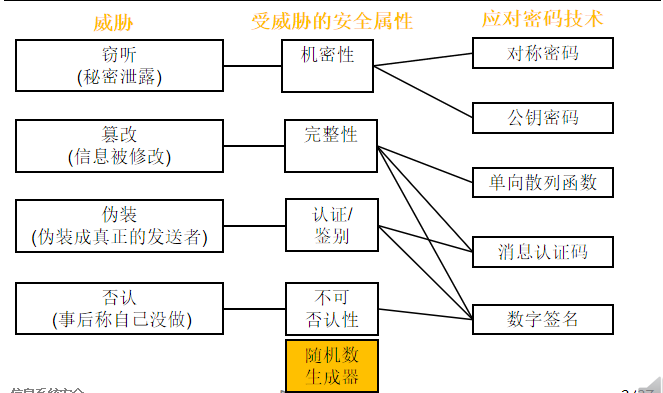 威胁
受威胁的安全属性
应对密码技术
窃听
(秘密泄露)
机密性
对称密码
公钥密码
篡改
(信息被修改)
完整性
单向散列函数
伪装
(伪装成真正的发送者)
认证/
鉴别
消息认证码
否认
(事后称自己没做)
不可
否认性
数字签名
随机数
生成器